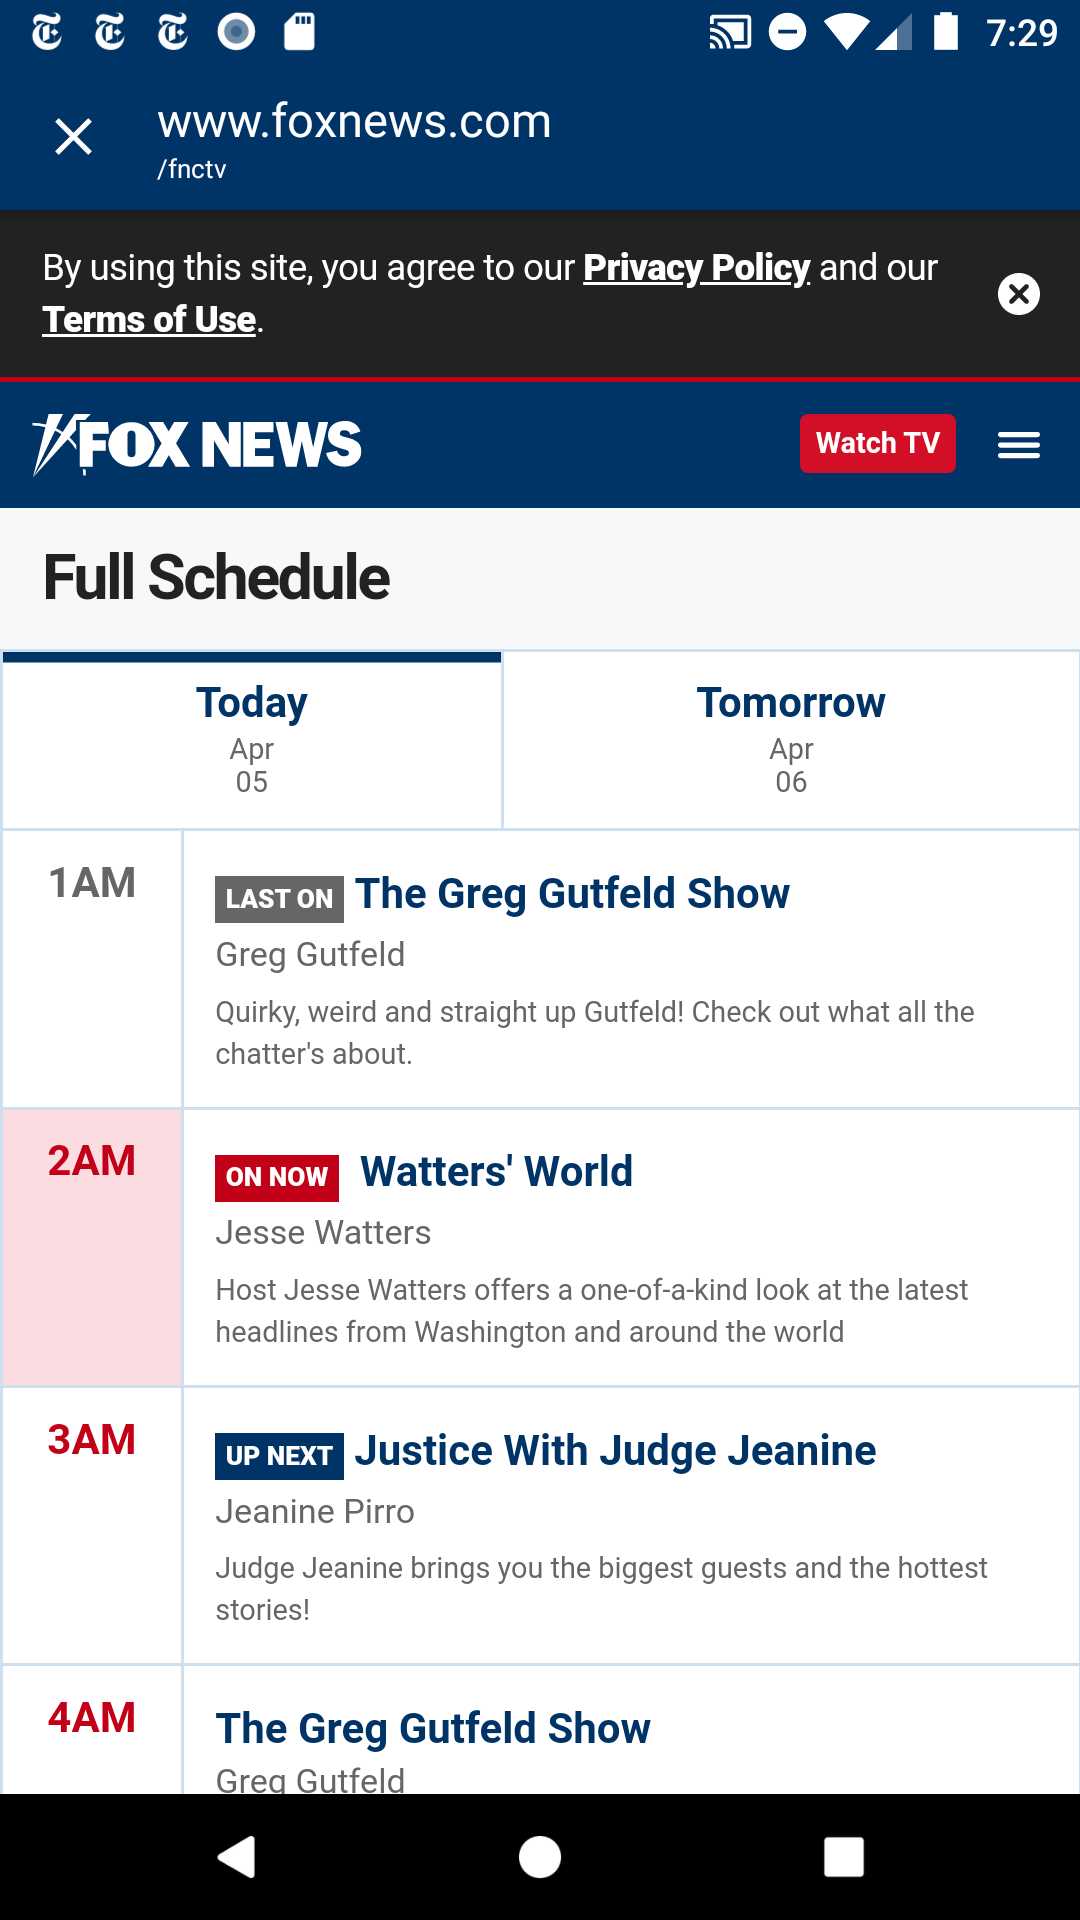 7:29
www.foxnews.com
/fnctv
By using this site, you agree to our Privacy Policy and our
Terms of Use.
FOX NEWS
Watch TV
Full Schedule
Today
Apr
05
Tomorrow
Apr
06
1AM
LAST ON The Greg Gutfeld Show
Greg Gutfeld
Quirky, weird and straight up Gutfeld! Check out what all the
chatter's about.
2AM
ON NOW Watters' World
Jesse Watters
Host Jesse Watters offers a one-of-a-kind look at the latest
headlines from Washington and around the world
3AM
UP NEXT Justice With Judge Jeanine
Jeanine Pirro
Judge Jeanine brings you the biggest guests and the hottest
stories!
4AM
The Greg Gutfeld Show
Greg Gutfeld